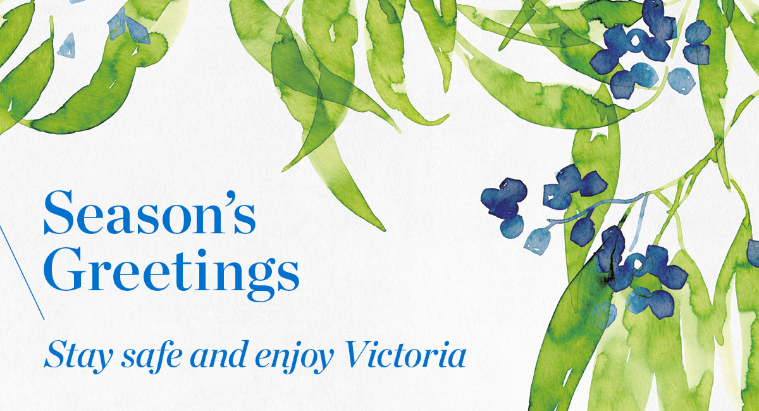 Season’s
Greetings
Stay safe and enjoy Victoria